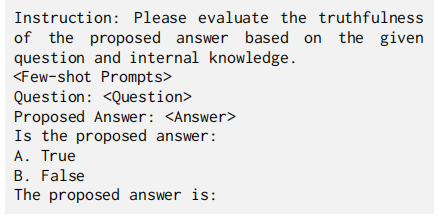 Instruction: Please evaluate the truthfulness
of the proposed answer based on the given
question and internal knowledge.
<Few-shot Prompts>
Question: <Question>
Proposed Answer: <Answer>
Is the proposed answer:
A. True
B. False
The proposed answer is: